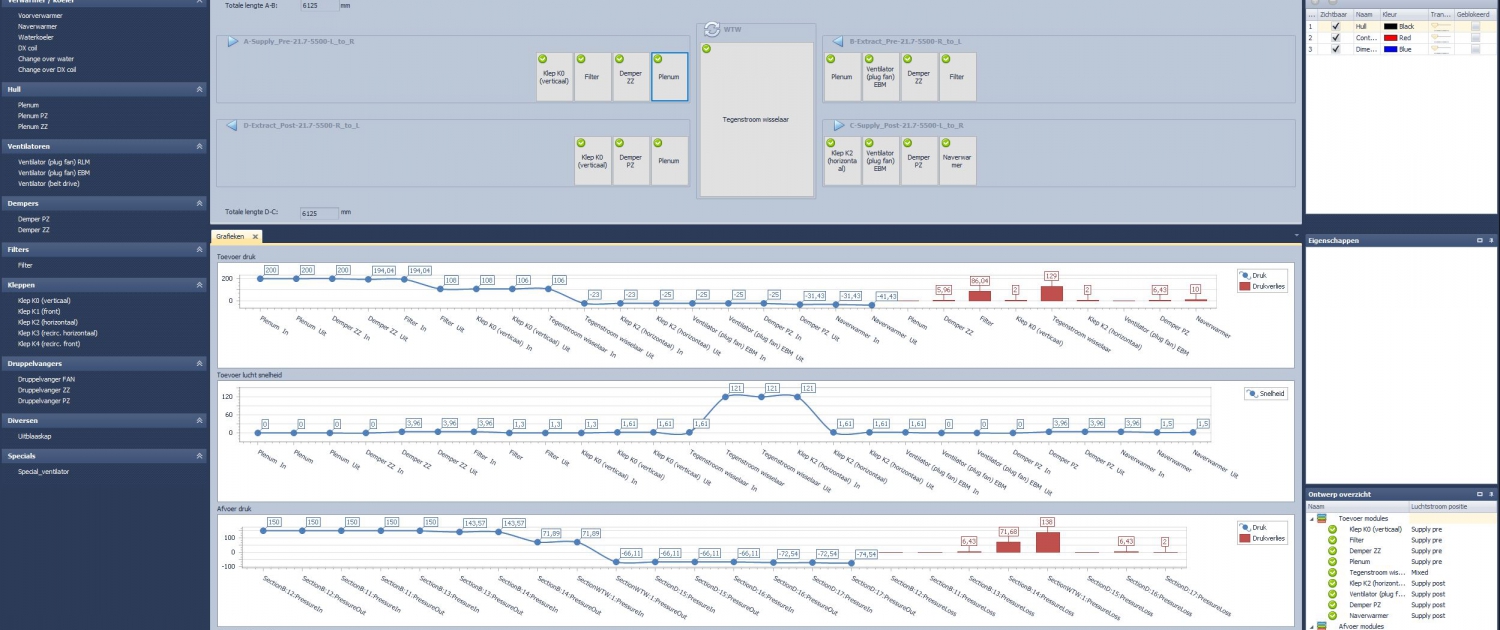 Verwarmer / koeler
Voorverwarmer
Naverwarmer
Waterkoeler
DX coil
Change over water
Change over DX coil
Hull
Plenum
Plenum PZ
Plenum ZZ
Ventilatoren
Ventilator (plug fan) RLM
Ventilator (plug fan) EBM
Ventilator (belt drive)
Dempers
Demper PZ
Demper ZZ
Filters
Filter
Kleppen
Klep K0 (verticaal)
Klep K1 (front)
Klep K2 (horizontaal)
Klep K3 (recirc. horizontaal)
Klep K4 (recirc. front)
Druppelvangers
Druppelvanger FAN
Druppelvanger ZZ
Druppelvanger PZ
Diversen
Uitblaaskap
Specials
Special_ventilator
Totale lengte A-B: 6125 mm
A-Supply_Pre-21.7-5500-L_to_R
Klep K0 (verticaal)
Filter
Demper ZZ
Plenum
WTW
Tegenstroom wisselaar
B-Extract_Pre-21.7-5500-R_to_L
Plenum
Ventilator (plug fan) EBM
Demper ZZ
Filter
D-Extract_Post-21.7-5500-R_to_L
Klep K0 (verticaal)
Demper PZ
Plenum
C-Supply_Post-21.7-5500-L_to_R
Klep K2 (horizonta al)
Ventilator (plug fan) EBM
Demper PZ
Naverwar mer
Totale lengte D-C: 6125 mm
Grafieken
Toevoer druk
200
0
200 200 200 194,04 194,04 108 108 106 106 -23 -23 -25 -25 -25 -25 -31,43 -31,43 -41,43
5,96 86,04 2 129 2 6,43 10
Druk
Drukverlies
Plenum In
Plenum Uit
Demper ZZ In
Demper ZZ Uit
Filter In
Filter Uit
Klep K0 (verticaal) In
Klep K0 (verticaal) Uit
Tegenstroom wisselaar In
Tegenstroom wisselaar Uit
Klep K2 (horizontaal) In
Klep K2 (horizontaal) Uit
Ventilator (plug fan) EBM In
Ventilator (plug fan) EBM Uit
Demper PZ In
Demper PZ Uit
Naverwarmer In
Naverwarmer Uit
Plenum
Demper ZZ
Filter
Klep K0 (verticaal)
Tegenstroom wisselaar
Klep K2 (horizontaal)
Ventilator (plug fan) EBM
Demper PZ
Naverwarmer
Toevoer lucht snelheid
120
60
0
0 0 0 0 3,96 3,96 3,96 1,3 1,3 1,3 1,61 1,61 1,61 121 121 121 1,61 1,61 1,61 0 0 0 3,96 3,96 3,96 1,5 1,5
Snelheid
Plenum In
Plenum
Plenum Uit
Demper ZZ In
Demper ZZ
Demper ZZ Uit
Filter In
Filter
Filter Uit
Klep K0 (verticaal) In
Klep K0 (verticaal)
Klep K0 (verticaal) Uit
Tegenstroom wisselaar In
Tegenstroom wisselaar
Tegenstroom wisselaar Uit
Klep K2 (horizontaal) In
Klep K2 (horizontaal)
Klep K2 (horizontaal) Uit
Ventilator (plug fan) EBM In
Ventilator (plug fan) EBM
Ventilator (plug fan) EBM Uit
Demper PZ In
Demper PZ
Demper PZ Uit
Naverwarmer In
Naverwarmer
Naverwarmer Uit
Afvoer druk
100
0
-100
150 150 150 150 150 143,57 143,57 71,89 71,89 -66,11 -66,11 -66,11 -66,11 -72,54 -72,54 -74,54
6,43 71,68 138 6,43 2
Druk
Drukverlies
SectionB:12:PressureIn
SectionB:12:PressureOut
SectionB:11:PressureIn
SectionB:11:PressureOut
SectionB:13:PressureIn
SectionB:13:PressureOut
SectionB:14:PressureIn
SectionB:14:PressureOut
SectionWTW:1:PressureIn
SectionWTW:1:PressureOut
SectionD:15:PressureIn
SectionD:15:PressureOut
SectionD:16:PressureIn
SectionD:16:PressureOut
SectionD:17:PressureIn
SectionD:17:PressureOut
SectionB:12:PressureLoss
SectionB:11:PressureLoss
SectionB:13:PressureLoss
SectionB:14:PressureLoss
SectionWTW:1:PressureLoss
SectionD:15:PressureLoss
SectionD:16:PressureLoss
SectionD:17:PressureLoss
... Zichtbaar Naam Kleur Tran... Geblokeerd
1 Hull Black
2 Cont... Red
3 Dime... Blue
Eigenschappen
Ontwerp overzicht
Naam Luchtstroom positie
Toevoer modules
Klep K0 (verticaal) Supply pre
Filter Supply pre
Demper ZZ Supply pre
Plenum Supply pre
Tegenstroom wis... Mixed
Klep K2 (horizont... Supply post
Ventilator (plug f... Supply post
Demper PZ Supply post
Naverwarmer Supply post
Afvoer modules